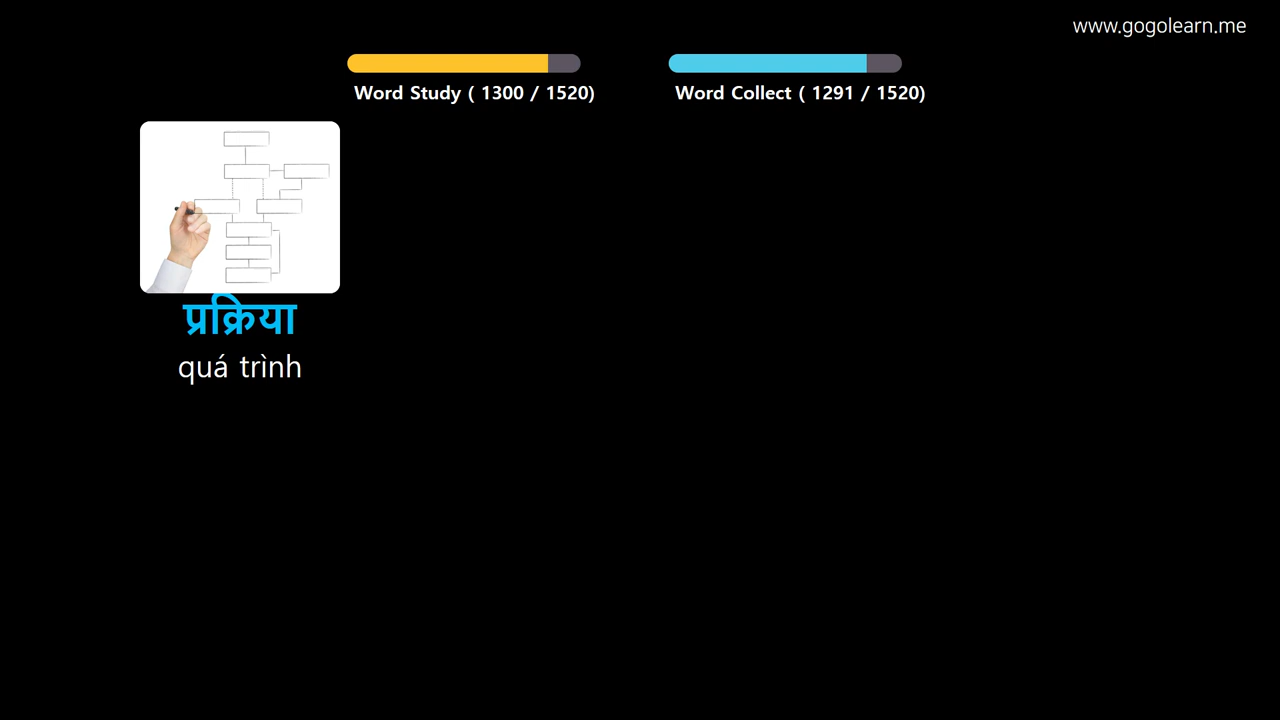 www.gogolearn.me
Word Study ( 1300 / 1520)
Word Collect ( 1291 / 1520)
प्रक्रिया
quá trình